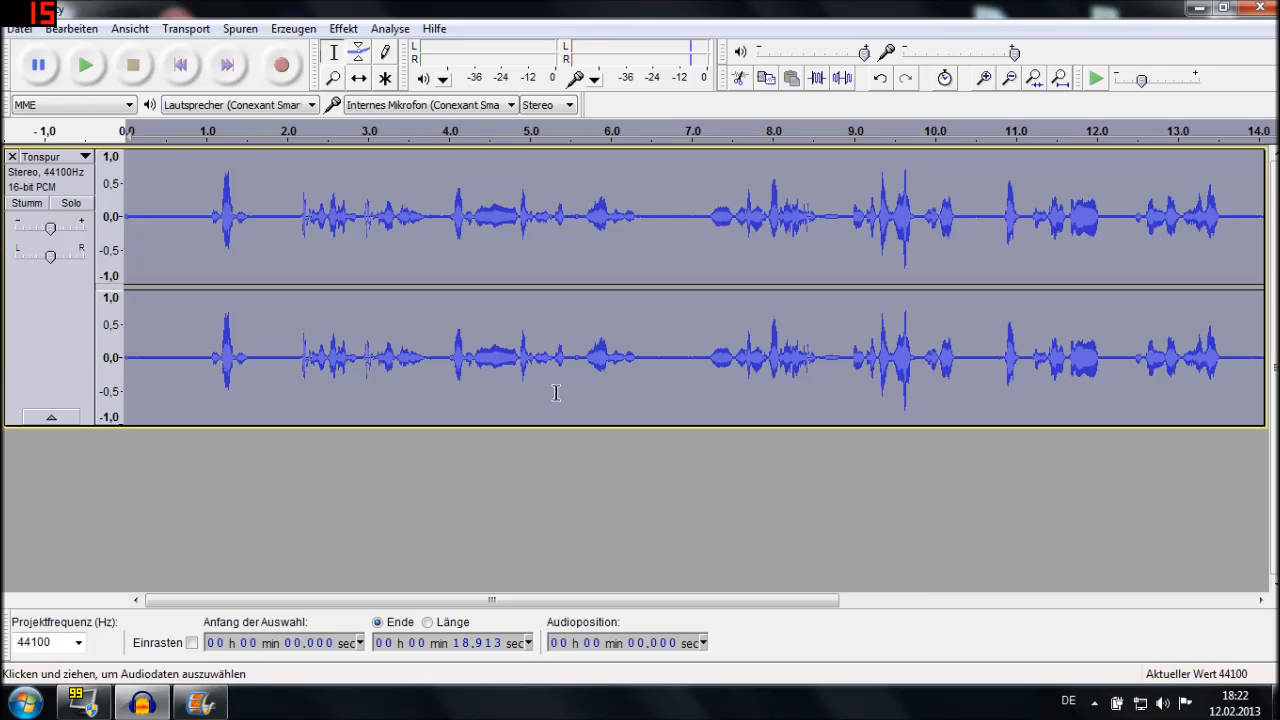 15
Datei Bearbeiten Ansicht Transport Spuren Erzeugen Effekt Analyse Hilfe
L L
R R
-36 -24 -12 0 -36 -24 -12 0
MME Lautsprecher (Conexant Smar Internes Mikrofon (Conexant Sma Stereo
- 1,0 0,0 1.0 2.0 3.0 4.0 5.0 6.0 7.0 8.0 9.0 10.0 11.0 12.0 13.0 14.0
Tonspur
Stereo, 44100Hz
16-bit PCM
Stumm Solo
- +
L R
1,0
0,5-
0,0-
-0,5-
-1,0
1,0
0,5-
0,0-
-0,5-
-1,0
Projektfrequenz (Hz): Anfang der Auswahl: Ende Länge Audioposition:
44100 Einrasten 00 h 00 min 00.000 sec 00 h 00 min 18.913 sec 00 h 00 min 00.000 sec
Klicken und ziehen, um Audiodaten auszuwählen Aktueller Wert 44100
99
DE
18:22
12.02.2013